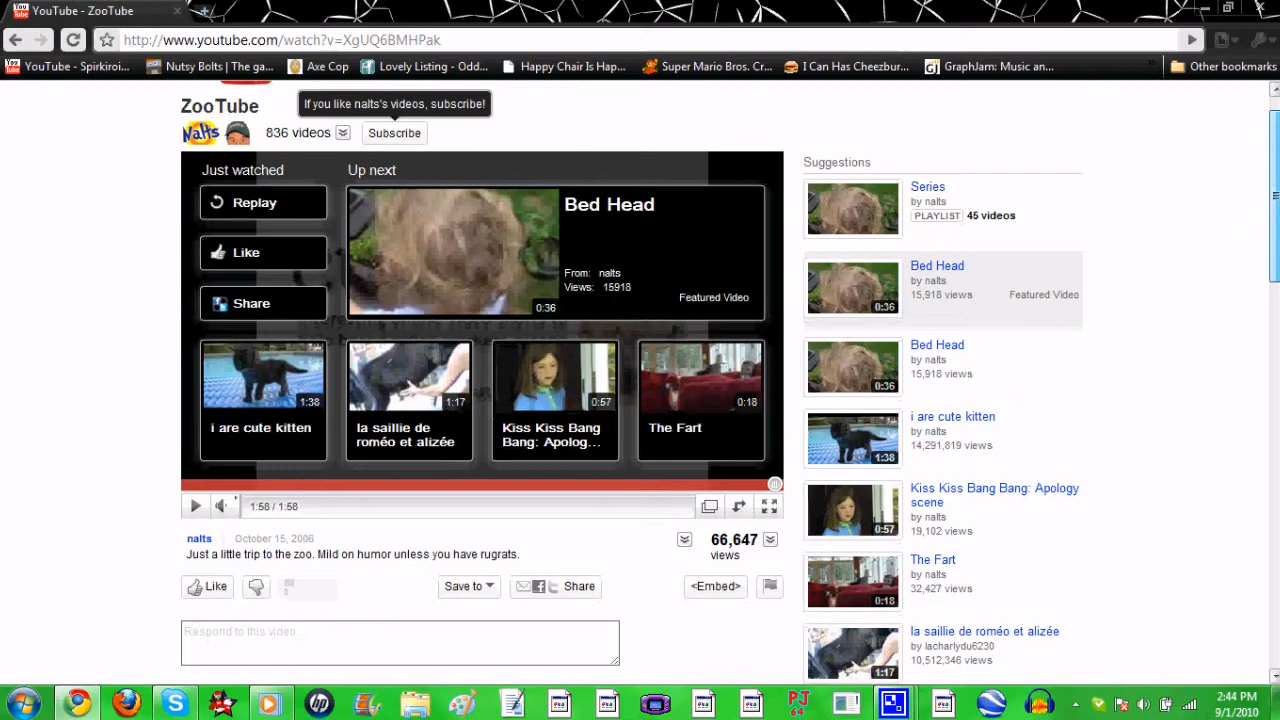 YouTube - ZooTube
http://www.youtube.com/watch?v=XgUQ6BMHPak
YouTube - Spirkiroi...
Nutsy Bolts | The ga...
Axe Cop
Lovely Listing - Odd...
Happy Chair Is Hap...
Super Mario Bros. Cr...
I Can Has Cheezbur...
GraphJam: Music an...
Other bookmarks
ZooTube
If you like nalts's videos, subscribe!
Nalts
836 videos
Subscribe
Just watched
Up next
Replay
Like
Share
Bed Head
From: nalts
Views: 15918
Featured Video
0:36
1:38
i are cute kitten
1:17
la saillie de
roméo et alizée
0:57
Kiss Kiss Bang
Bang: Apolog...
0:18
The Fart
1:58 / 1:58
nalts
October 15, 2006
Just a little trip to the zoo. Mild on humor unless you have rugrats.
66,647
views
Like
Save to
Share
<Embed>
Respond to this video...
Suggestions
Series
by nalts
PLAYLIST 45 videos
Bed Head
by nalts
15,918 views
Featured Video
0:36
Bed Head
by nalts
15,918 views
0:36
i are cute kitten
by nalts
14,291,819 views
1:38
Kiss Kiss Bang Bang: Apology
scene
by nalts
19,102 views
0:57
The Fart
by nalts
32,427 views
0:18
la saillie de roméo et alizée
by lacharlydu6230
10,512,346 views
1:17
PJ
64
2:44 PM
9/1/2010